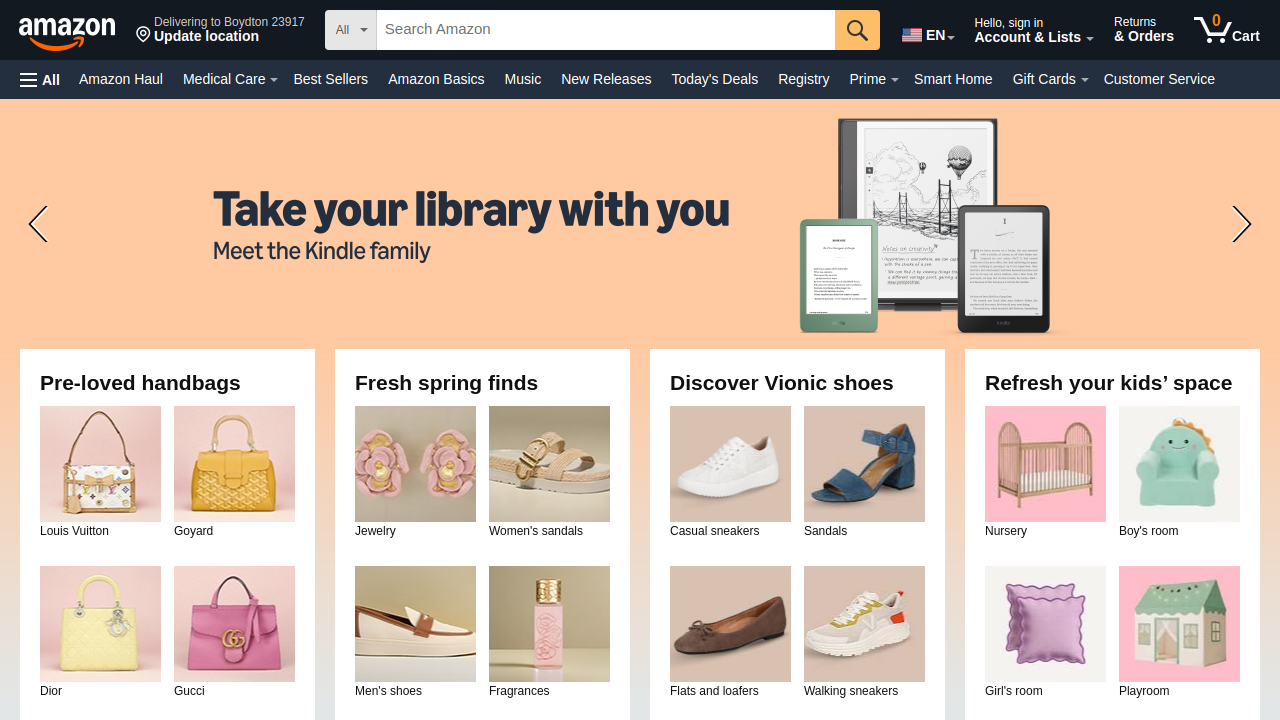 amazon
Delivering to Boydton 23917
Update location
All
Search Amazon
EN
Hello, sign in
Account & Lists
Returns
& Orders
0
Cart
All
Amazon Haul
Medical Care
Best Sellers
Amazon Basics
Music
New Releases
Today's Deals
Registry
Prime
Smart Home
Gift Cards
Customer Service
Take your library with you
Meet the Kindle family
Notes on creativity
Pre-loved handbags
Fresh spring finds
Discover Vionic shoes
Refresh your kids’ space
Louis Vuitton
Goyard
Jewelry
Women's sandals
Casual sneakers
Sandals
Nursery
Boy's room
Dior
Gucci
Men's shoes
Fragrances
Flats and loafers
Walking sneakers
Girl's room
Playroom